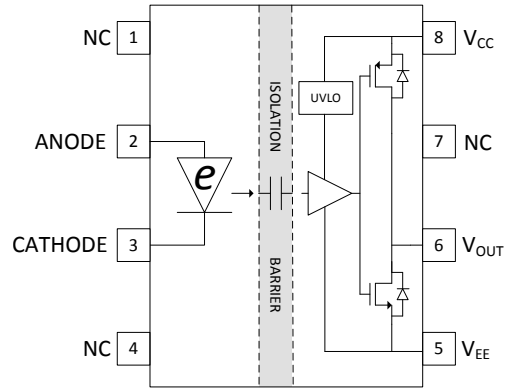 NC 1
ANODE 2
CATHODE 3
NC 4
e
ISOLATION
BARRIER
UVLO
8 VCC
7 NC
6 VOUT
5 VEE